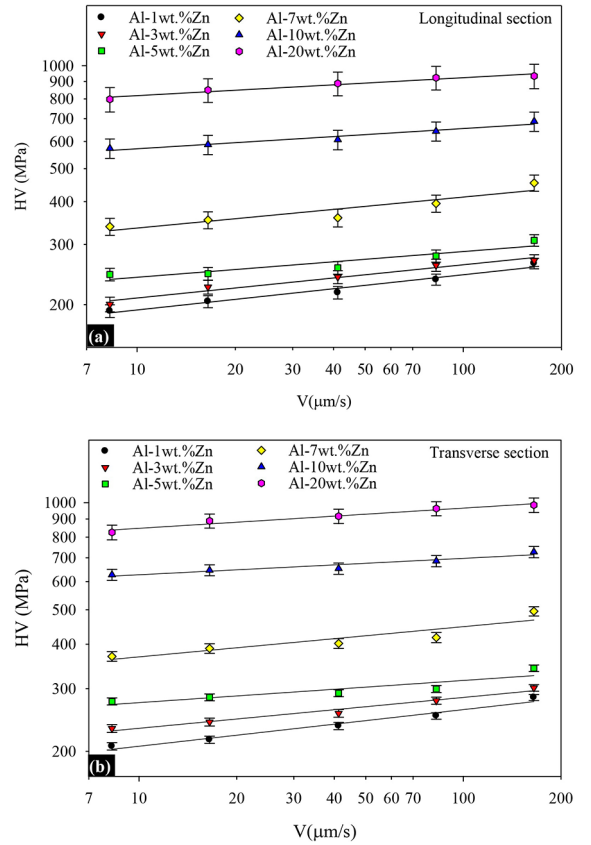 Al-1wt.%Zn Al-7wt.%Zn Longitudinal section
Al-3wt.%Zn Al-10wt.%Zn
Al-5wt.%Zn Al-20wt.%Zn
1000
900
800
700
600
500
400
300
200
HV (MPa)
(a)
7 10 20 30 40 50 60 70 100 200
V(μm/s)
Al-1wt.%Zn Al-7wt.%Zn Transverse section
Al-3wt.%Zn Al-10wt.%Zn
Al-5wt.%Zn Al-20wt.%Zn
1000
900
800
700
600
500
400
300
200
HV (MPa)
(b)
7 10 20 30 40 50 60 70 100 200
V(μm/s)